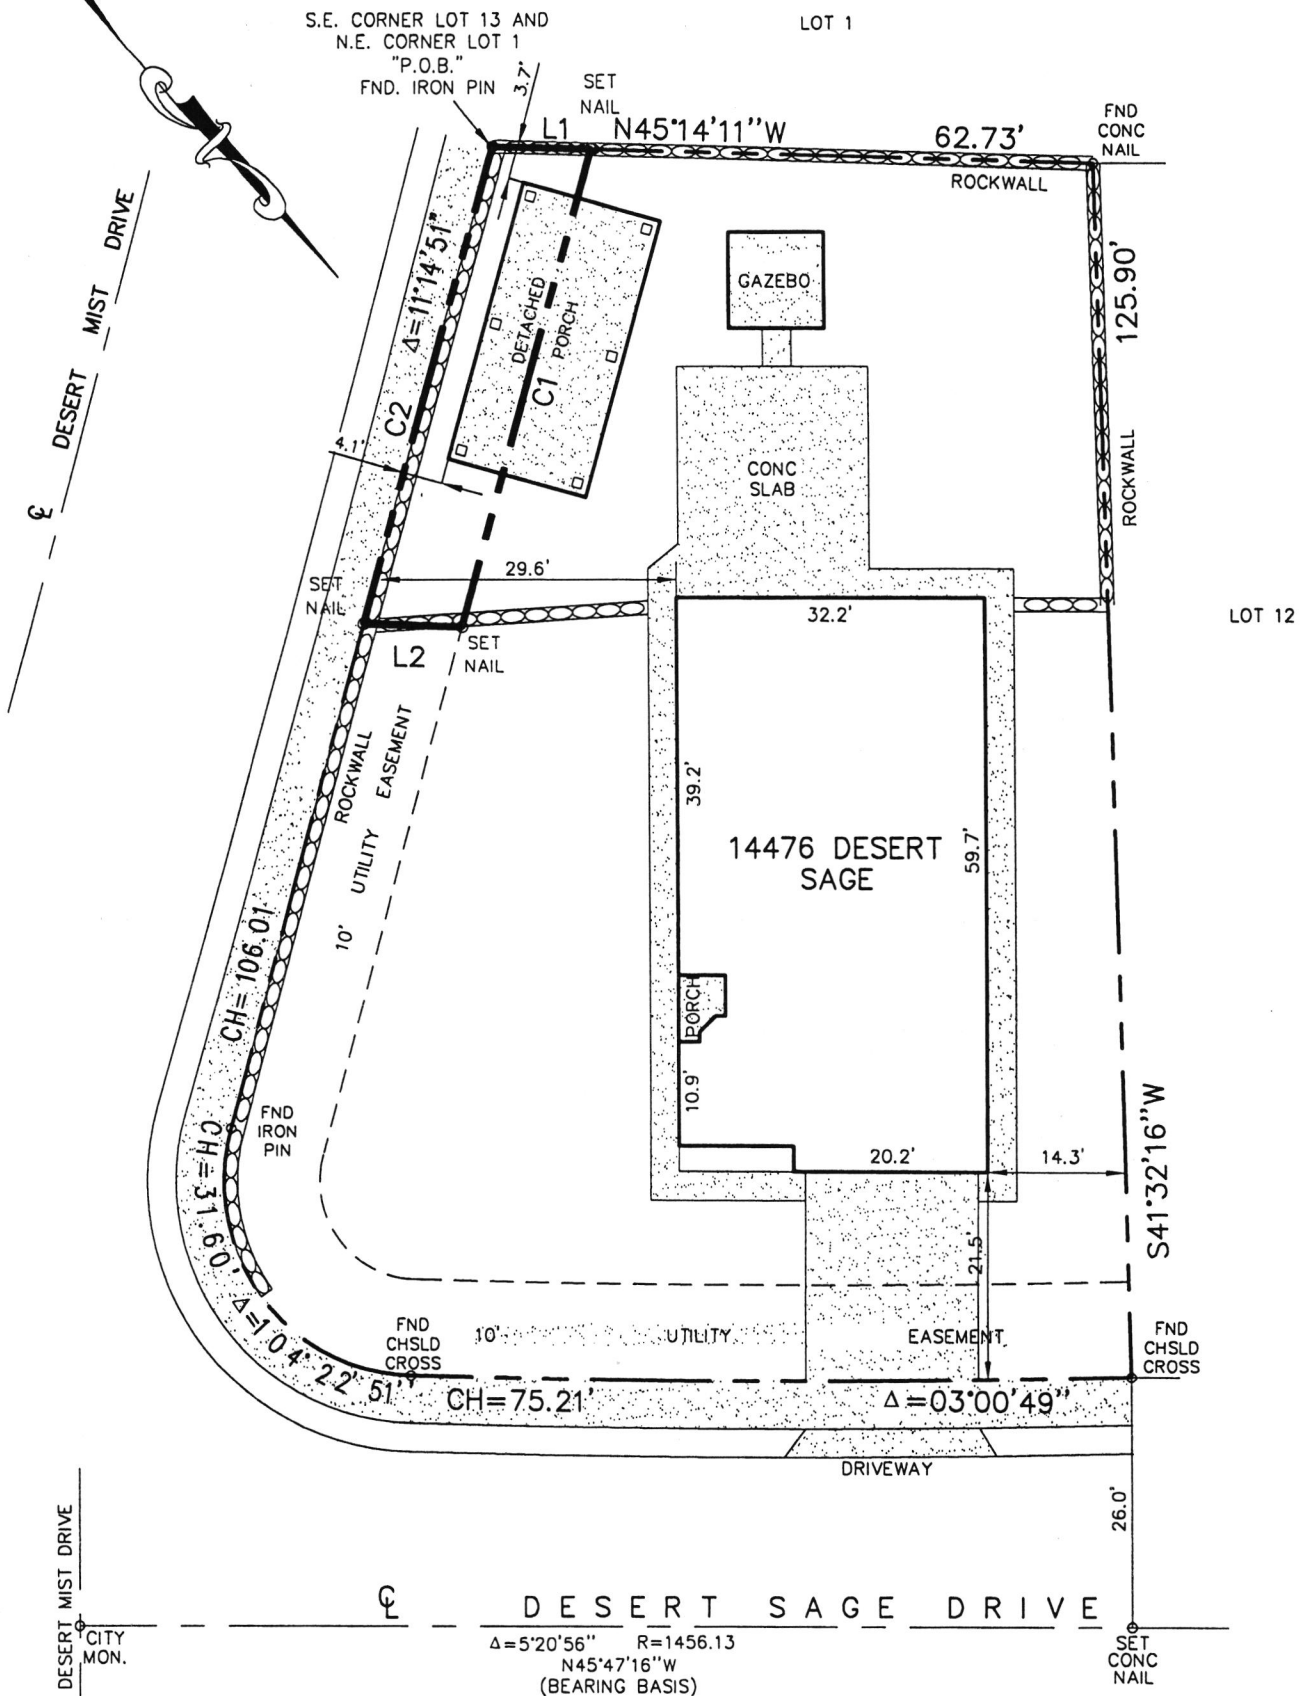 S.E. CORNER LOT 13 AND
N.E. CORNER LOT 1
"P.O.B."
FND. IRON PIN
3.7'
SET
NAIL
LOT 1
L1
N45°14'11"W
62.73'
FND
CONC
NAIL
ROCKWALL
DESERT MIST DRIVE
℄
Δ=11°14'51"
C2
4.1'
DETACHED
PORCH
C1
GAZEBO
CONC
SLAB
125.90'
ROCKWALL
SET
NAIL
29.6'
32.2'
LOT 12
L2
SET
NAIL
ROCKWALL
10' UTILITY EASEMENT
39.2'
14476 DESERT
SAGE
59.7'
CH=106.01
PORCH
10.9'
FND
IRON
PIN
20.2'
14.3'
S41°32'16"W
CH=31.60'
Δ=104°22'51"
21.5'
FND
CHSLD
CROSS
10' UTILITY EASEMENT
FND
CHSLD
CROSS
CH=75.21'
Δ=03°00'49"
DRIVEWAY
26.0'
DESERT MIST DRIVE
℄ DESERT SAGE DRIVE
CITY
MON.
Δ=5°20'56" R=1456.13
N45°47'16"W
(BEARING BASIS)
SET
CONC
NAIL